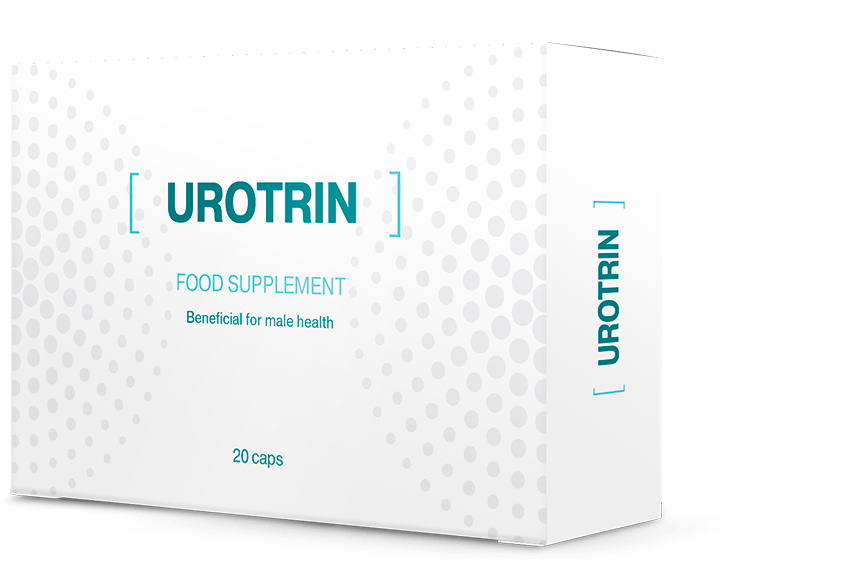 [ UROTRIN ]
FOOD SUPPLEMENT
Beneficial for male health
20 caps
[ UROTRIN ]